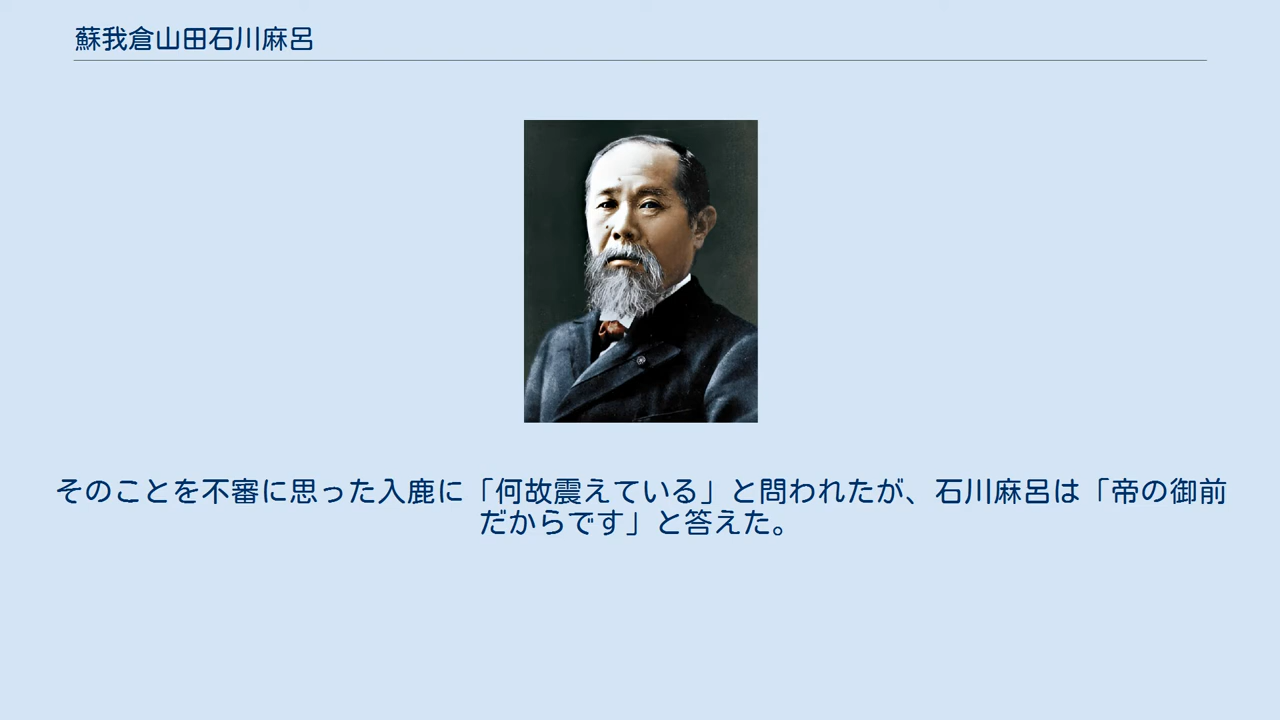 蘇我倉山田石川麻呂
そのことを不審に思った入鹿に「何故震えている」と問われたが、石川麻呂は「帝の御前
だからです」と答えた。